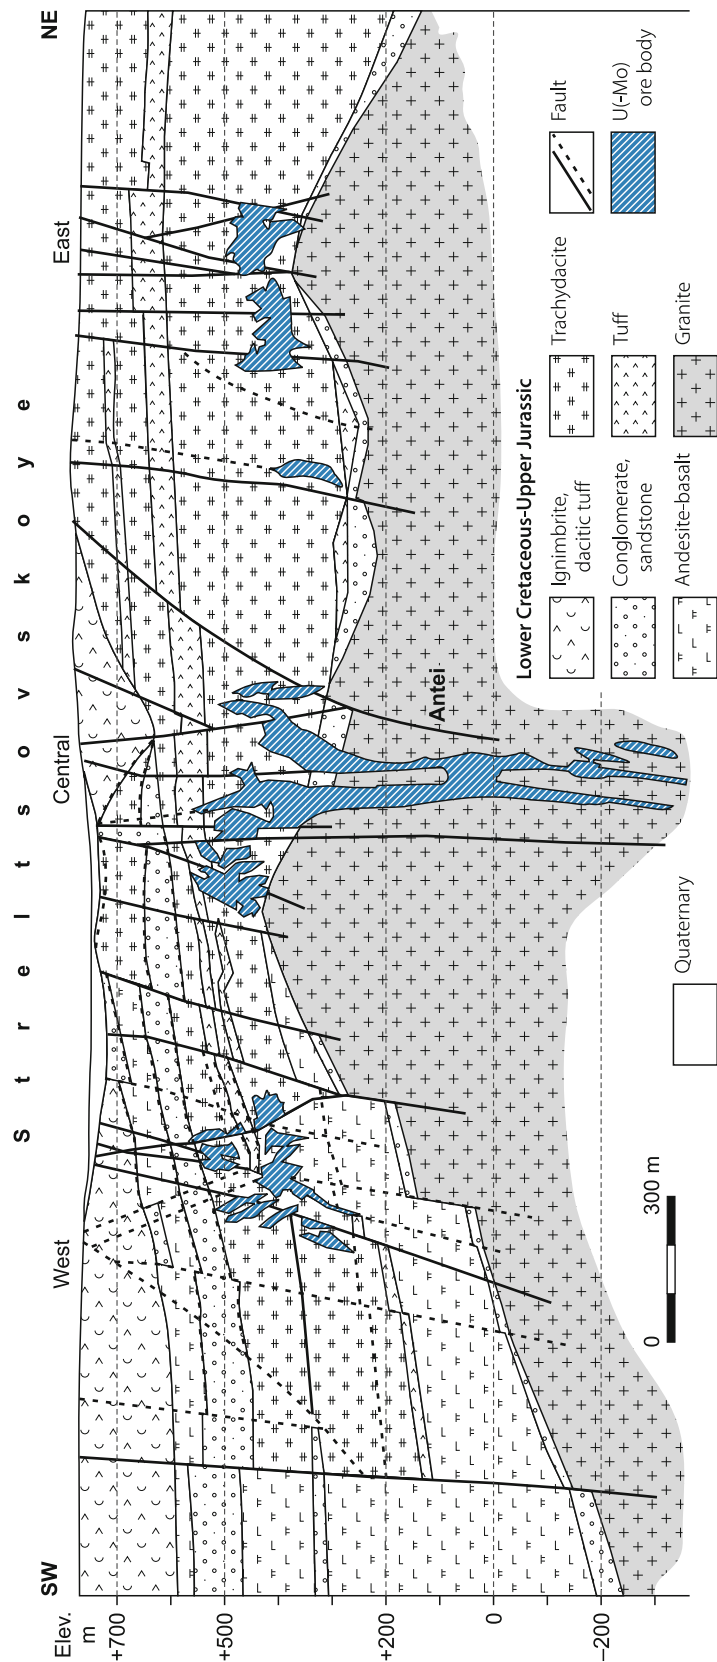 S t r e l t s o v s k o y e
SW
West
Central
East
NE
Elev.
m
+700
+500
+200
0
–200
Antei
0
300 m
Quaternary
Lower Cretaceous-Upper Jurassic
Ignimbrite,
dacitic tuff
Conglomerate,
sandstone
Andesite-basalt
Trachydacite
Tuff
Granite
Fault
U(-Mo)
ore body